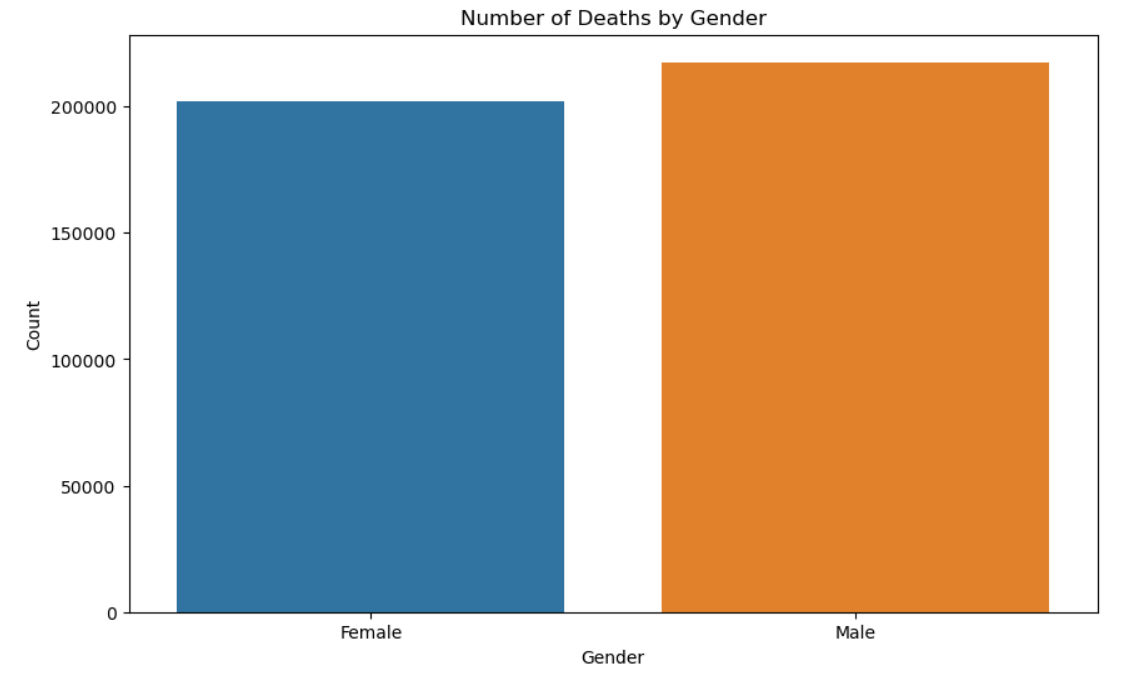 Number of Deaths by Gender
200000
150000
100000
50000
0
Count
Female Male
Gender